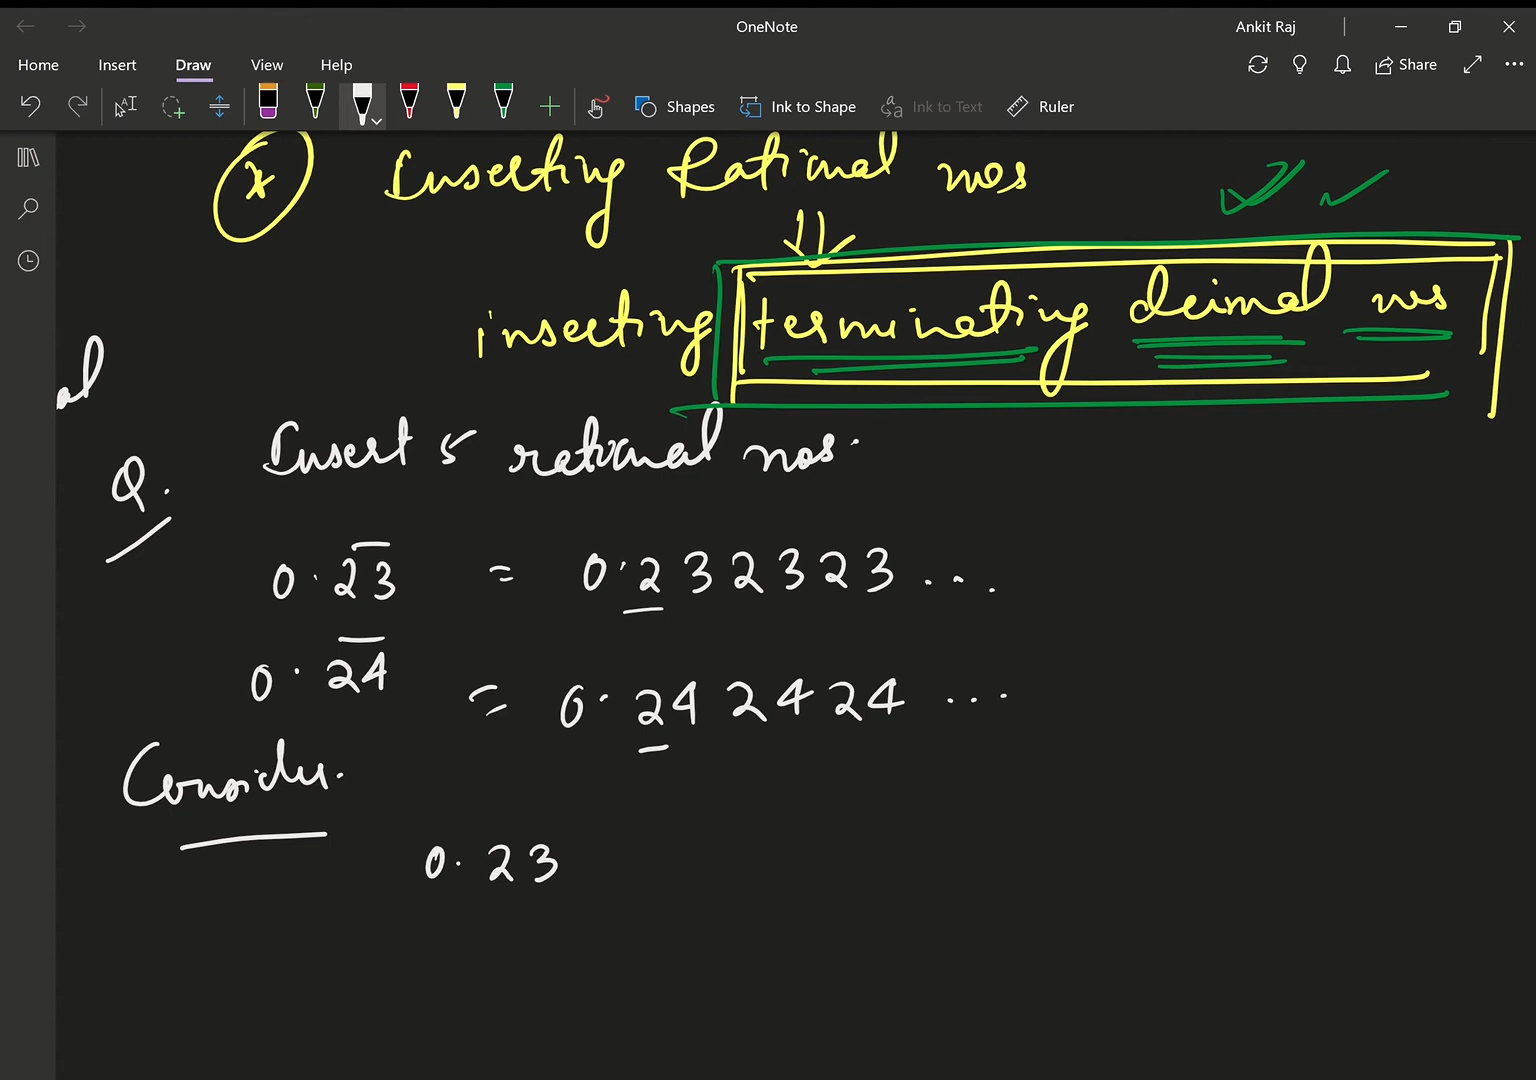 OneNote
Ankit Raj
Home Insert Draw View Help
Share
Shapes Ink to Shape Ink to Text Ruler
Inserting Rational nos
inserting terminating deimal nos
al
Q. Insert 5 rational nos.
0.2̅3̅ = 0.232323...
0.2̅4̅ = 0.242424...
Consider.
0.23